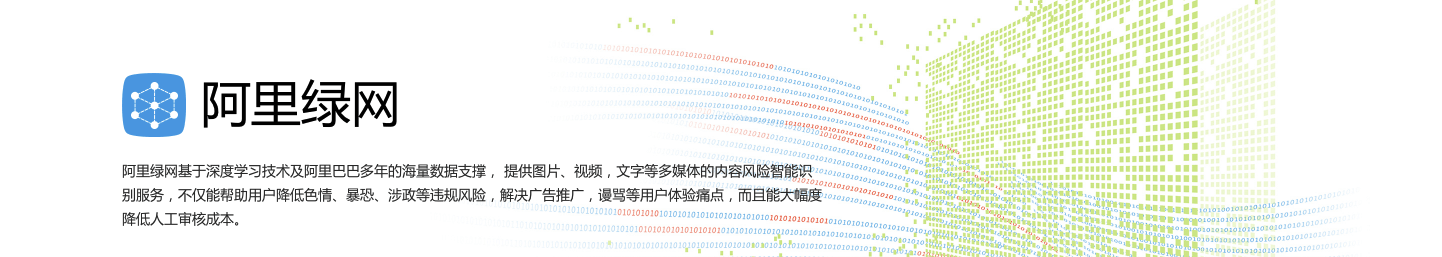 阿里绿网
阿里绿网基于深度学习技术及阿里巴巴多年的海量数据支撑， 提供图片、视频，文字等多媒体的内容风险智能识
别服务，不仅能帮助用户降低色情、暴恐、涉政等违规风险，解决广告推广，谩骂等用户体验痛点，而且能大幅度
降低人工审核成本。